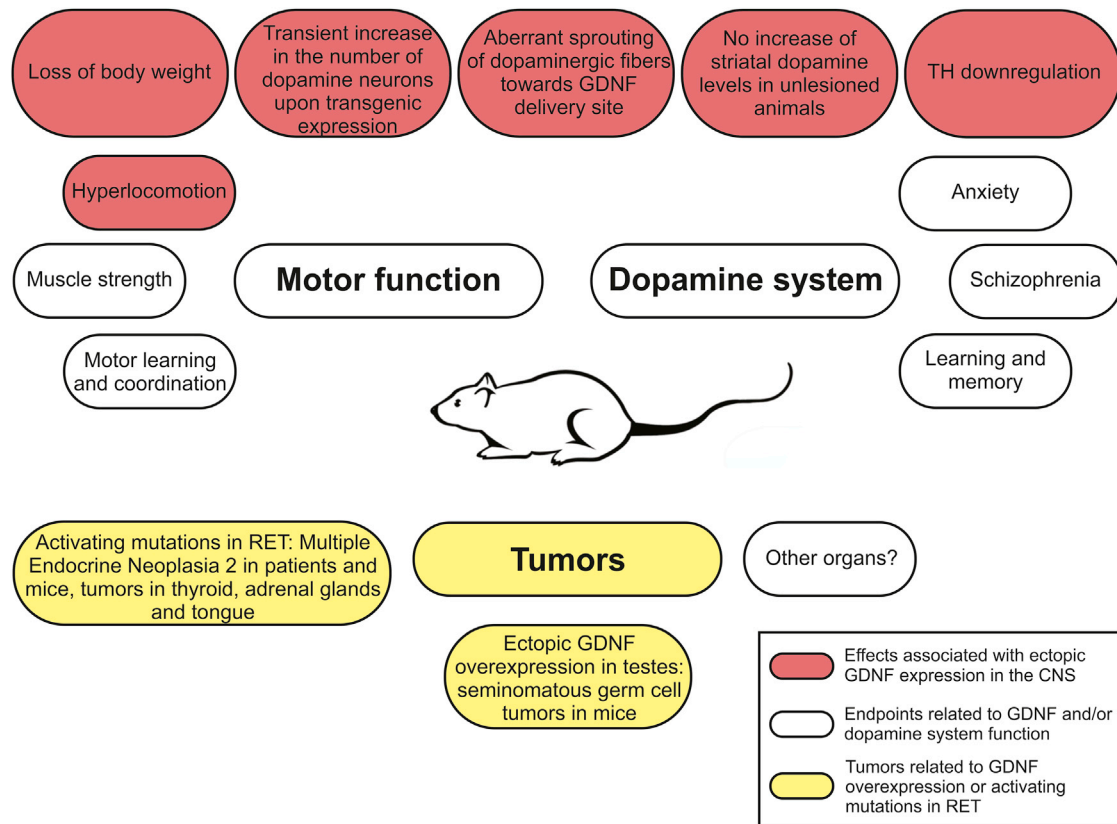 Loss of body weight
Transient increase
in the number of
dopamine neurons
upon transgenic
expression
Aberrant sprouting
of dopaminergic fibers
towards GDNF
delivery site
No increase of
striatal dopamine
levels in unlesioned
animals
TH downregulation
Hyperlocomotion
Anxiety
Muscle strength
Motor function
Dopamine system
Schizophrenia
Motor learning
and coordination
Learning and
memory
Activating mutations in RET: Multiple
Endocrine Neoplasia 2 in patients and
mice, tumors in thyroid, adrenal glands
and tongue
Tumors
Other organs?
Ectopic GDNF
overexpression in testes:
seminomatous germ cell
tumors in mice
Effects associated with ectopic
GDNF expression in the CNS
Endpoints related to GDNF and/or
dopamine system function
Tumors related to GDNF
overexpression or activating
mutations in RET